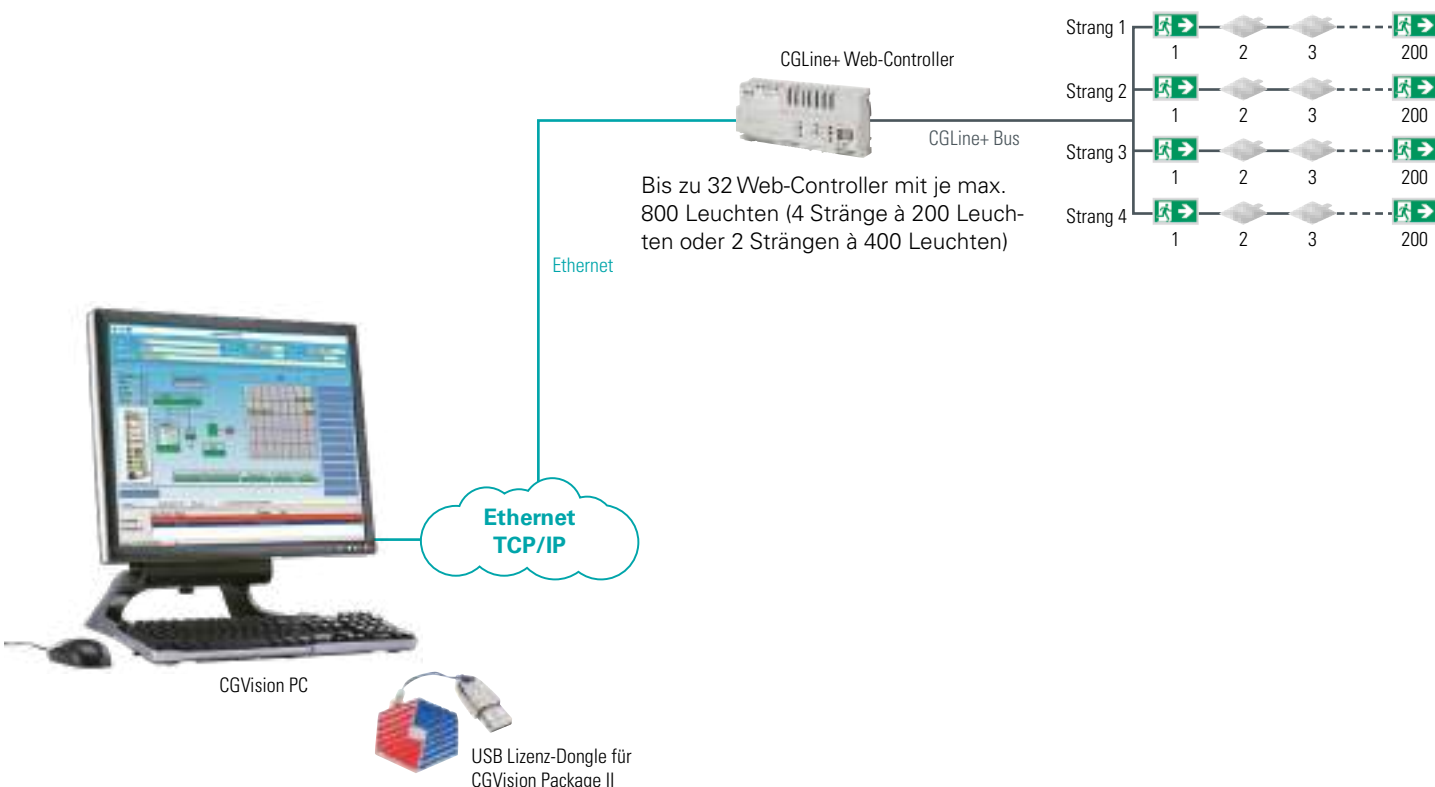 Strang 1
1 2 3 200
CGLine+ Web-Controller
Strang 2
1 2 3 200
CGLine+ Bus
Strang 3
1 2 3 200
Bis zu 32 Web-Controller mit je max.
800 Leuchten (4 Stränge à 200 Leuch-
ten oder 2 Strängen à 400 Leuchten)
Strang 4
1 2 3 200
Ethernet
Ethernet
TCP/IP
CGVision PC
USB Lizenz-Dongle für
CGVision Package II